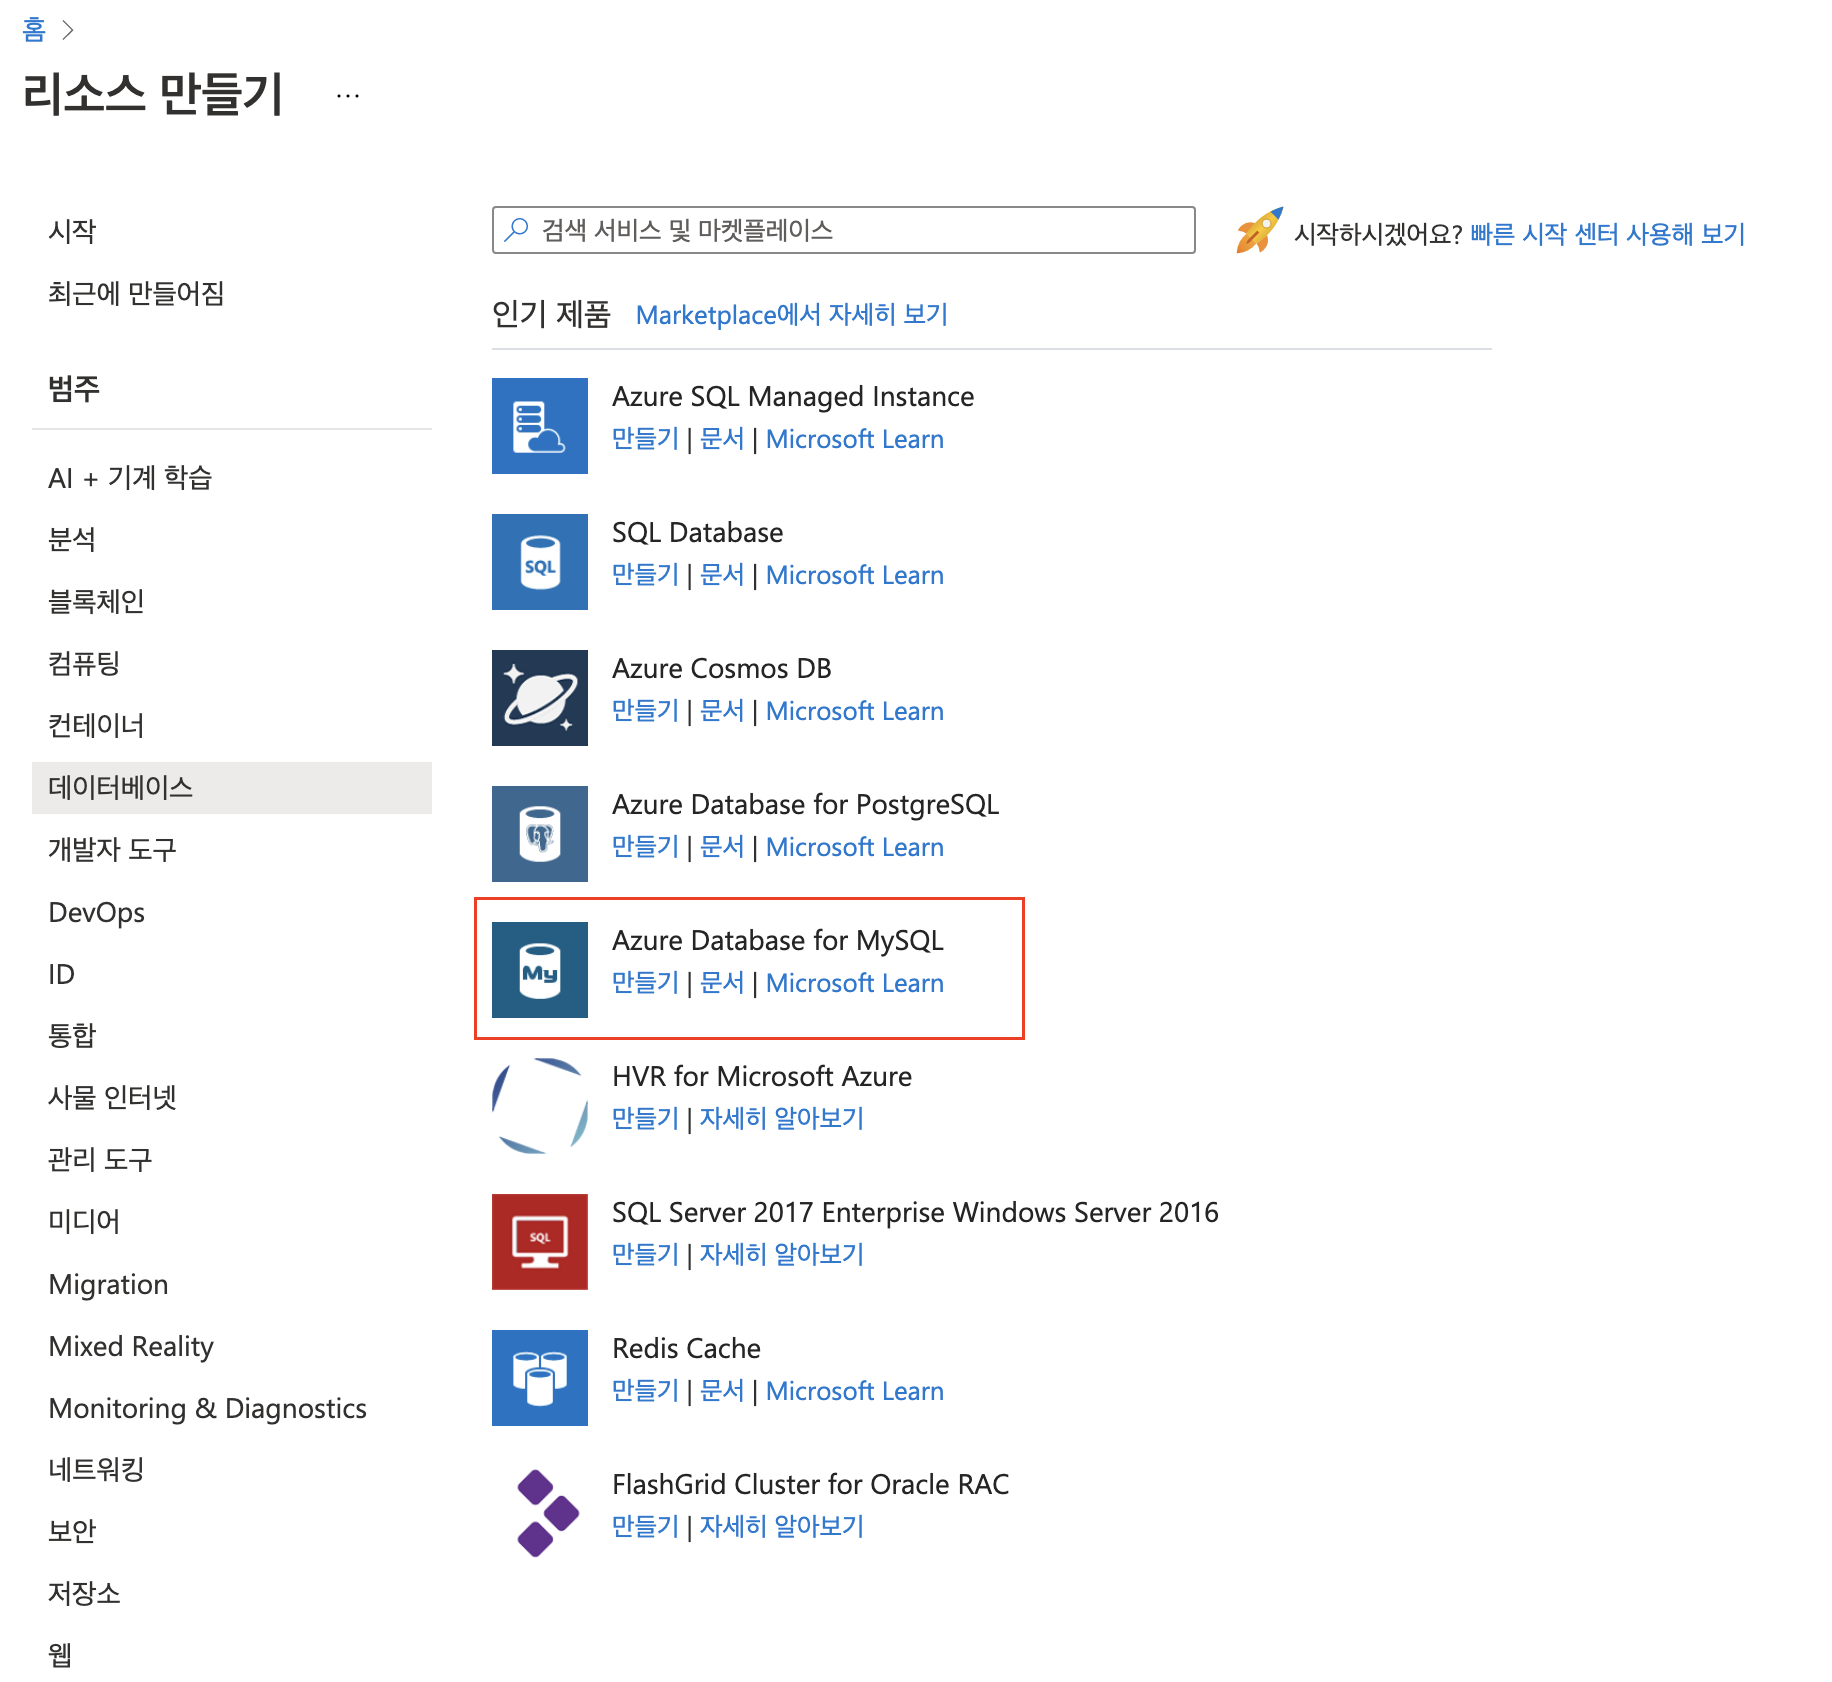 홈
리소스 만들기 ...
시작
최근에 만들어짐
범주
AI + 기계 학습
분석
블록체인
컴퓨팅
컨테이너
데이터베이스
개발자 도구
DevOps
ID
통합
사물 인터넷
관리 도구
미디어
Migration
Mixed Reality
Monitoring & Diagnostics
네트워킹
보안
저장소
웹
검색 서비스 및 마켓플레이스
시작하시겠어요? 빠른 시작 센터 사용해 보기
인기 제품 Marketplace에서 자세히 보기
Azure SQL Managed Instance
만들기 | 문서 | Microsoft Learn
SQL
SQL Database
만들기 | 문서 | Microsoft Learn
Azure Cosmos DB
만들기 | 문서 | Microsoft Learn
Azure Database for PostgreSQL
만들기 | 문서 | Microsoft Learn
My
Azure Database for MySQL
만들기 | 문서 | Microsoft Learn
HVR for Microsoft Azure
만들기 | 자세히 알아보기
SQL
SQL Server 2017 Enterprise Windows Server 2016
만들기 | 자세히 알아보기
Redis Cache
만들기 | 문서 | Microsoft Learn
FlashGrid Cluster for Oracle RAC
만들기 | 자세히 알아보기